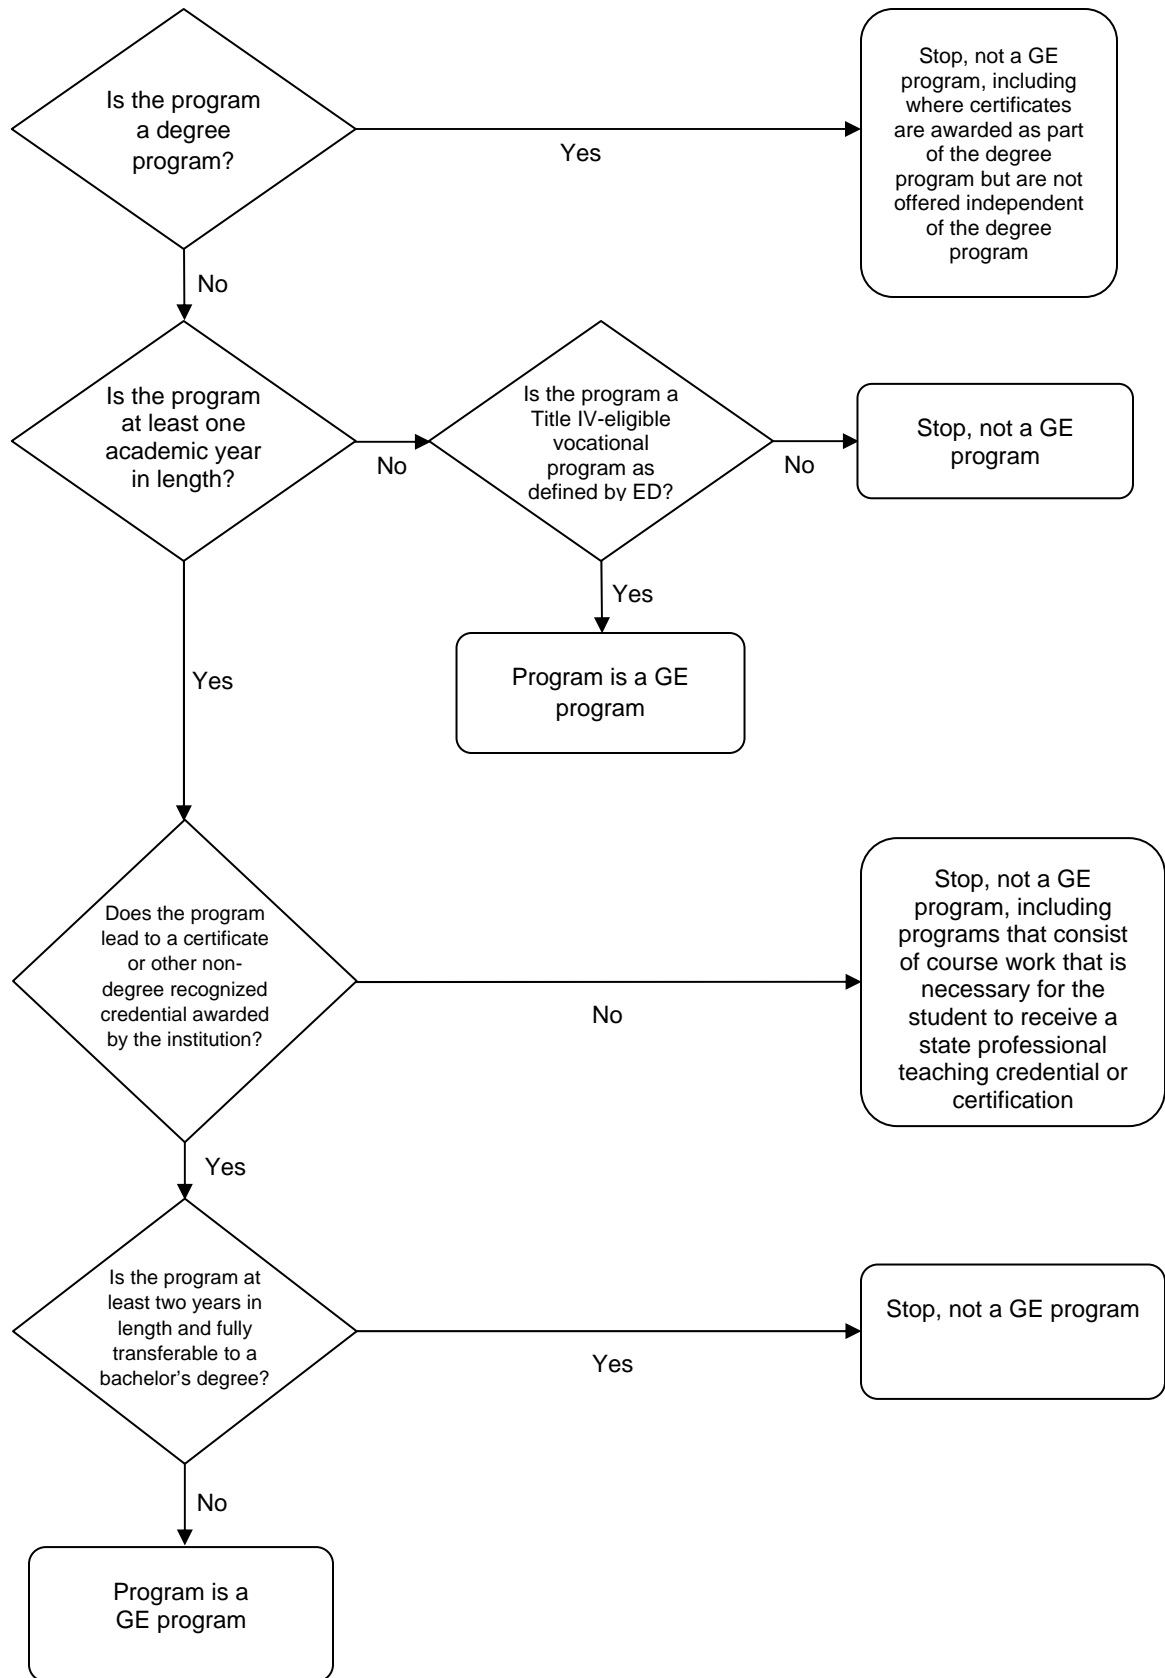 Is the program
a degree
program?
Yes
Stop, not a GE
program, including
where certificates
are awarded as part
of the degree
program but are not
offered independent
of the degree
program
No
Is the program
at least one
academic year
in length?
No
Is the program a
Title IV-eligible
vocational
program as
defined by ED?
No
Stop, not a GE
program
Yes
Program is a GE
program
Yes
Does the program
lead to a certificate
or other non-
degree recognized
credential awarded
by the institution?
No
Stop, not a GE
program, including
programs that consist
of course work that is
necessary for the
student to receive a
state professional
teaching credential or
certification
Yes
Is the program at
least two years in
length and fully
transferable to a
bachelor’s degree?
Yes
Stop, not a GE program
No
Program is a
GE program